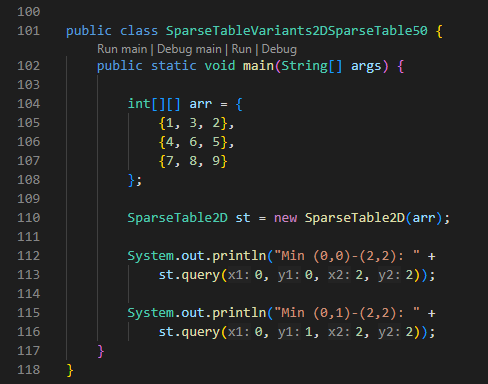 100
101 public class SparseTableVariants2DSparseTable50 {
Run main | Debug main | Run | Debug
102 public static void main(String[] args) {
103
104 int[][] arr = {
105 {1, 3, 2},
106 {4, 6, 5},
107 {7, 8, 9}
108 };
109
110 SparseTable2D st = new SparseTable2D(arr);
111
112 System.out.println("Min (0,0)-(2,2): " +
113 st.query(x1: 0, y1: 0, x2: 2, y2: 2));
114
115 System.out.println("Min (0,1)-(2,2): " +
116 st.query(x1: 0, y1: 1, x2: 2, y2: 2));
117 }
118 }